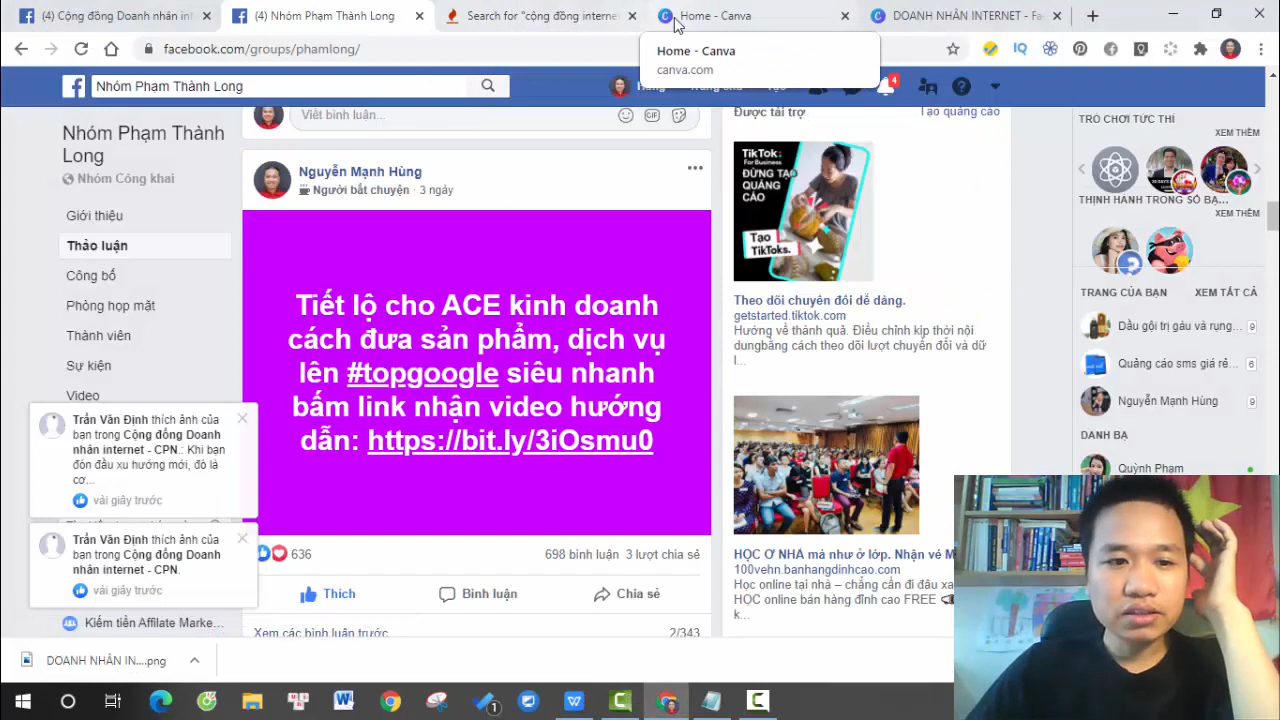 (4) Cộng đồng Doanh nhân int
(4) Nhóm Phạm Thành Long
Search for "cộng đồng interne
Home - Canva
DOANH NHÂN INTERNET - Fa
facebook.com/groups/phamlong/
Home - Canva
canva.com
Nhóm Phạm Thành Long
4
Nhóm Phạm Thành
Long
Nhóm Công khai
Giới thiệu
Thảo luận
Công bố
Phòng họp mặt
Thành viên
Sự kiện
Video
Trần Văn Định thích ảnh của
bạn trong Cộng đồng Doanh
nhân internet - CPN.: Khi bạn
đón đầu xu hướng mới, đó là
cơ...
vài giây trước
Trần Văn Định thích ảnh của
bạn trong Cộng đồng Doanh
nhân internet - CPN.
vài giây trước
Kiếm tiền Affilate Marke...
Viết bình luận...
GIF
Nguyễn Mạnh Hùng
Người bắt chuyện · 3 ngày
Tiết lộ cho ACE kinh doanh
cách đưa sản phẩm, dịch vụ
lên #topgoogle siêu nhanh
bấm link nhận video hướng
dẫn: https://bit.ly/3iOsmu0
636
698 bình luận 3 lượt chia sẻ
Thích
Bình luận
Chia sẻ
Xem các bình luận trước
2/343
Được tài trợ
Tạo quảng cáo
TikTok:
For Business
ĐỪNG TẠO
QUẢNG
CÁO
Tạo
TikToks.
Theo dõi chuyển đổi dễ dàng.
getstarted.tiktok.com
Hướng về thành quả. Điều chỉnh kịp thời nội
dungbằng cách theo dõi lượt chuyển đổi và dữ
l...
HỌC Ở NHÀ mà như ở lớp. Nhận vé M
100vehn.banhangdinhcao.com
Học online tại nhà – chẳng cần đi đâu xa
HỌC online bán hàng đỉnh cao FREE
k...
TRÒ CHƠI TỨC THÌ
XEM THÊM
THỊNH HÀNH TRONG SỐ BẠ...
XEM THÊM
TRANG CỦA BẠN
XEM TẤT CẢ
Dầu gội trị gàu và rụng...
9
Quảng cáo sms giá rẻ...
6
Nguyễn Mạnh Hùng
9
DANH BẠ
Quỳnh Phạm
DOANH NHÂN IN....png
1